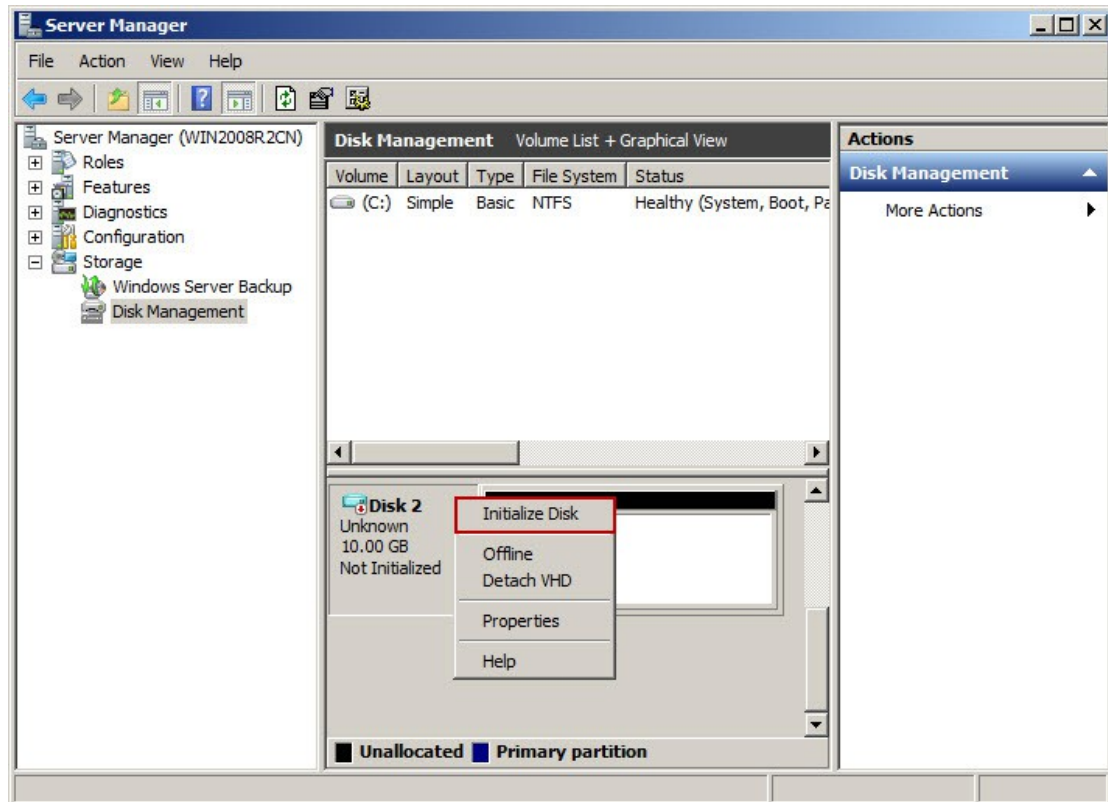 Server Manager
File Action View Help
Server Manager (WIN2008R2CN)
Roles
Features
Diagnostics
Configuration
Storage
Windows Server Backup
Disk Management
Disk Management Volume List + Graphical View
Volume Layout Type File System Status
(C:) Simple Basic NTFS Healthy (System, Boot, Pa
Disk 2
Unknown
10.00 GB
Not Initialized
Initialize Disk
Offline
Detach VHD
Properties
Help
Unallocated Primary partition
Actions
Disk Management
More Actions